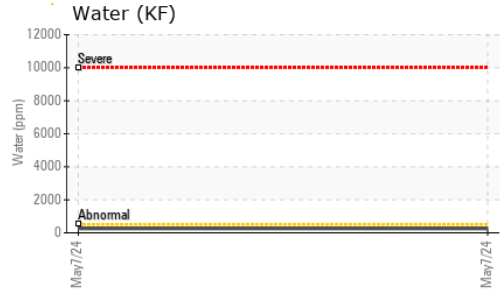 Water (KF)
12000
Severe
10000
8000
Water (ppm)
6000
4000
2000
Abnormal
0
May7/24
May7/24